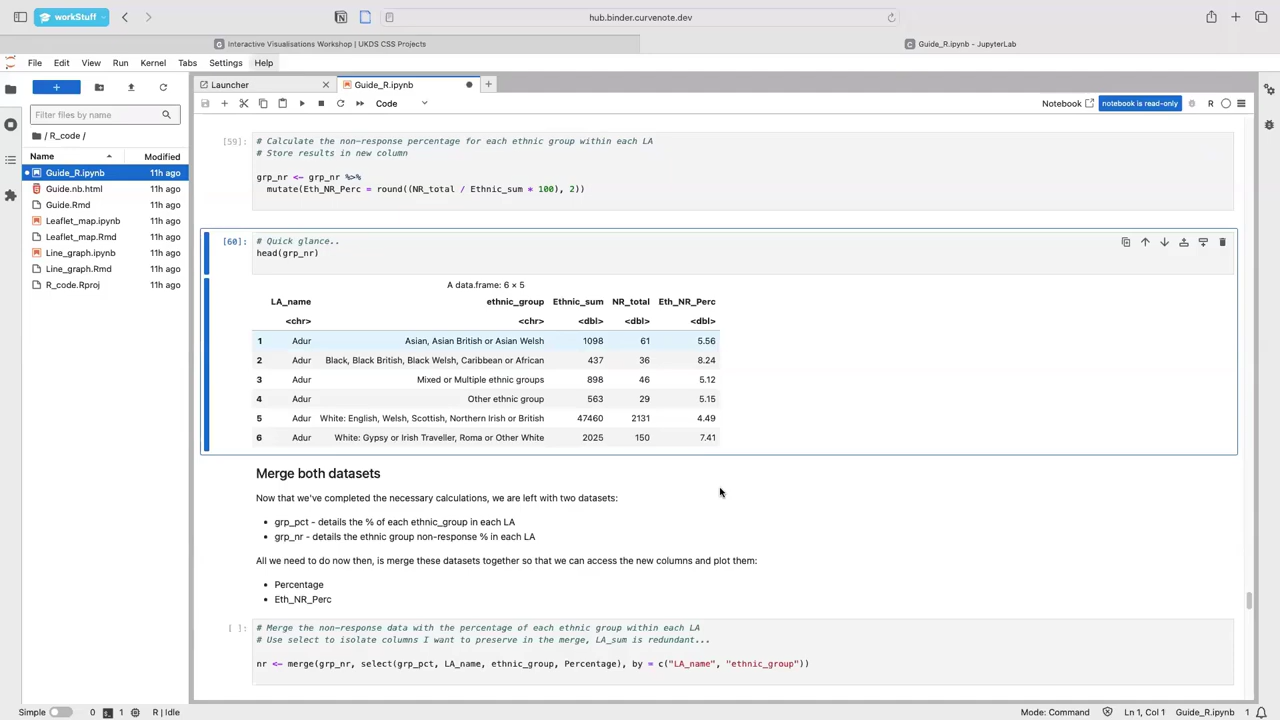 workStuff
hub.binder.curvenote.dev
Interactive Visualisations Workshop | UKDS CSS Projects
Guide_R.ipynb - JupyterLab
File Edit View Run Kernel Tabs Settings Help
Launcher
Guide_R.ipynb
Code
Notebook
notebook is read-only
R
Filter files by name
/ R_code /
Name Modified
Guide_R.ipynb 11h ago
Guide.nb.html 11h ago
Guide.Rmd 11h ago
Leaflet_map.ipynb 11h ago
Leaflet_map.Rmd 11h ago
Line_graph.ipynb 11h ago
Line_graph.Rmd 11h ago
R_code.Rproj 11h ago
[59]: # Calculate the non-response percentage for each ethnic group within each LA
# Store results in new column
grp_nr <- grp_nr %>%
mutate(Eth_NR_Perc = round((NR_total / Ethnic_sum * 100), 2))
[60]: # Quick glance..
head(grp_nr)
A data.frame: 6 × 5
LA_name ethnic_group Ethnic_sum NR_total Eth_NR_Perc
<chr> <chr> <dbl> <dbl> <dbl>
1 Adur Asian, Asian British or Asian Welsh 1098 61 5.56
2 Adur Black, Black British, Black Welsh, Caribbean or African 437 36 8.24
3 Adur Mixed or Multiple ethnic groups 898 46 5.12
4 Adur Other ethnic group 563 29 5.15
5 Adur White: English, Welsh, Scottish, Northern Irish or British 47460 2131 4.49
6 Adur White: Gypsy or Irish Traveller, Roma or Other White 2025 150 7.41
Merge both datasets
Now that we've completed the necessary calculations, we are left with two datasets:
• grp_pct - details the % of each ethnic_group in each LA
• grp_nr - details the ethnic group non-response % in each LA
All we need to do now then, is merge these datasets together so that we can access the new columns and plot them:
• Percentage
• Eth_NR_Perc
[ ]: # Merge the non-response data with the percentage of each ethnic group within each LA
# Use select to isolate columns I want to preserve in the merge, LA_sum is redundant...
nr <- merge(grp_nr, select(grp_pct, LA_name, ethnic_group, Percentage), by = c("LA_name", "ethnic_group"))
Simple 0 1 R | Idle
Mode: Command Ln 1, Col 1 Guide_R.ipynb 1